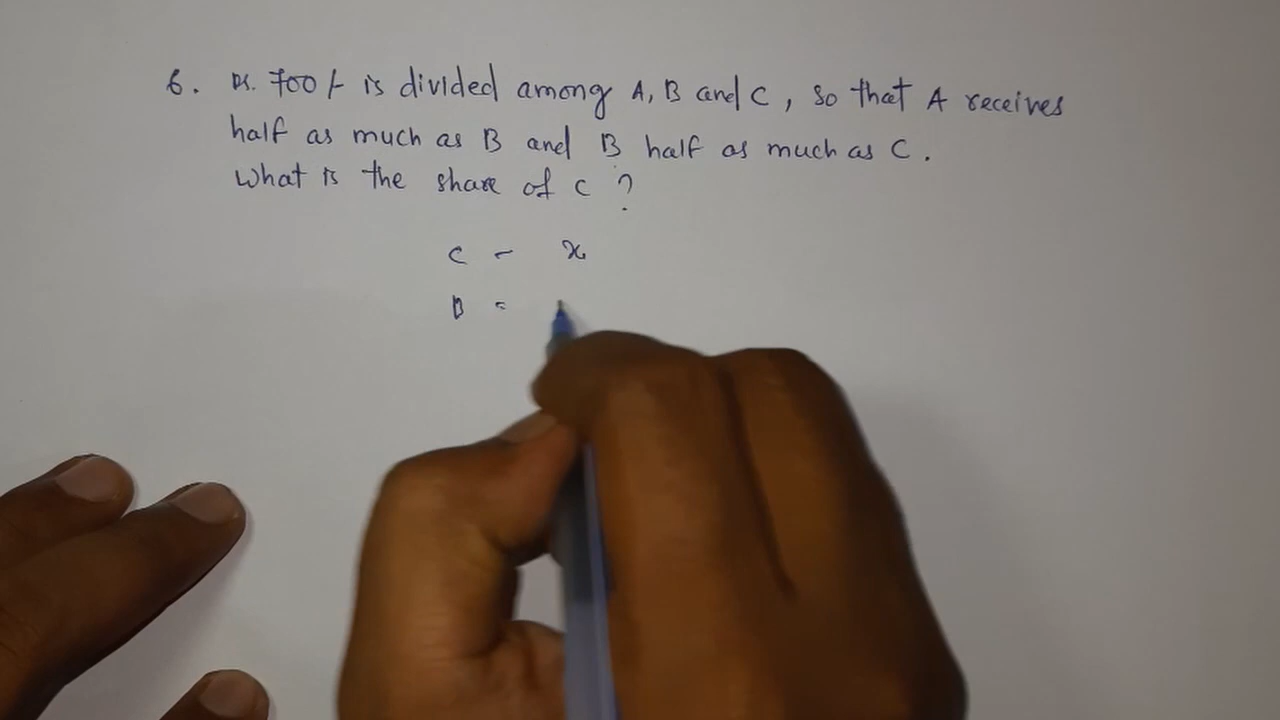 6. Rs. 700/- is divided among A, B and C, so that A receives
half as much as B and B half as much as C.
What is the share of C ?
C - x
B =